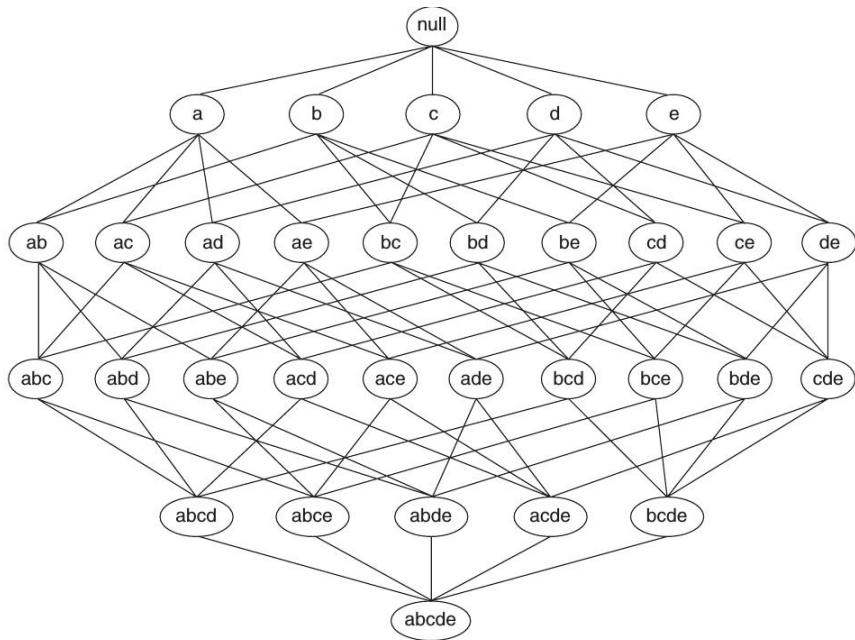 null
a b c d e
ab ac ad ae bc bd be cd ce de
abc abd abe acd ace ade bcd bce bde cde
abcd abce abde acde bcde
abcde